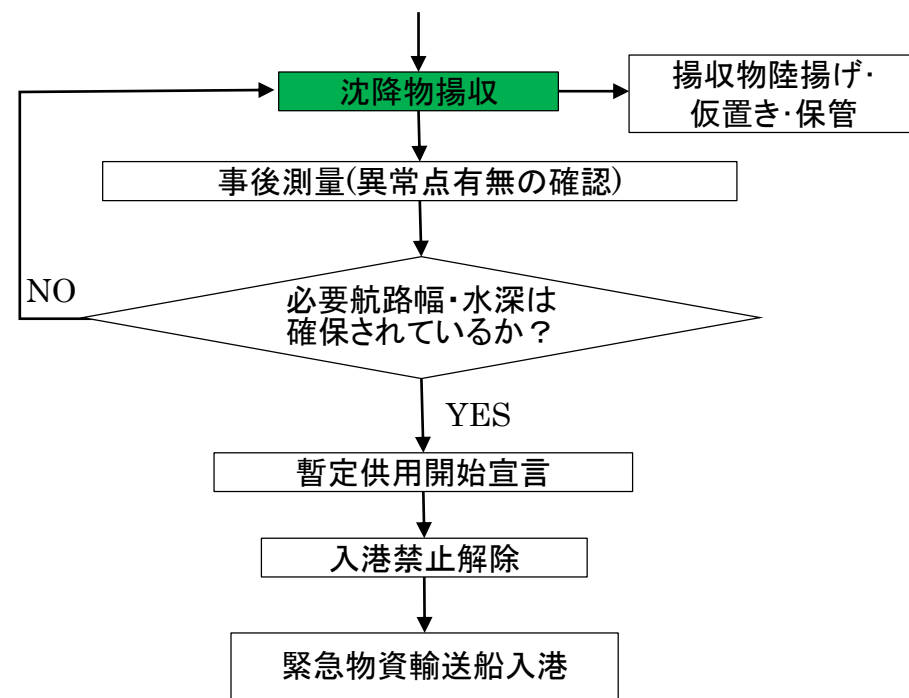 沈降物揚収
揚収物陸揚げ・
仮置き・保管
事後測量(異常点有無の確認)
NO
必要航路幅・水深は
確保されているか？
YES
暫定供用開始宣言
入港禁止解除
緊急物資輸送船入港